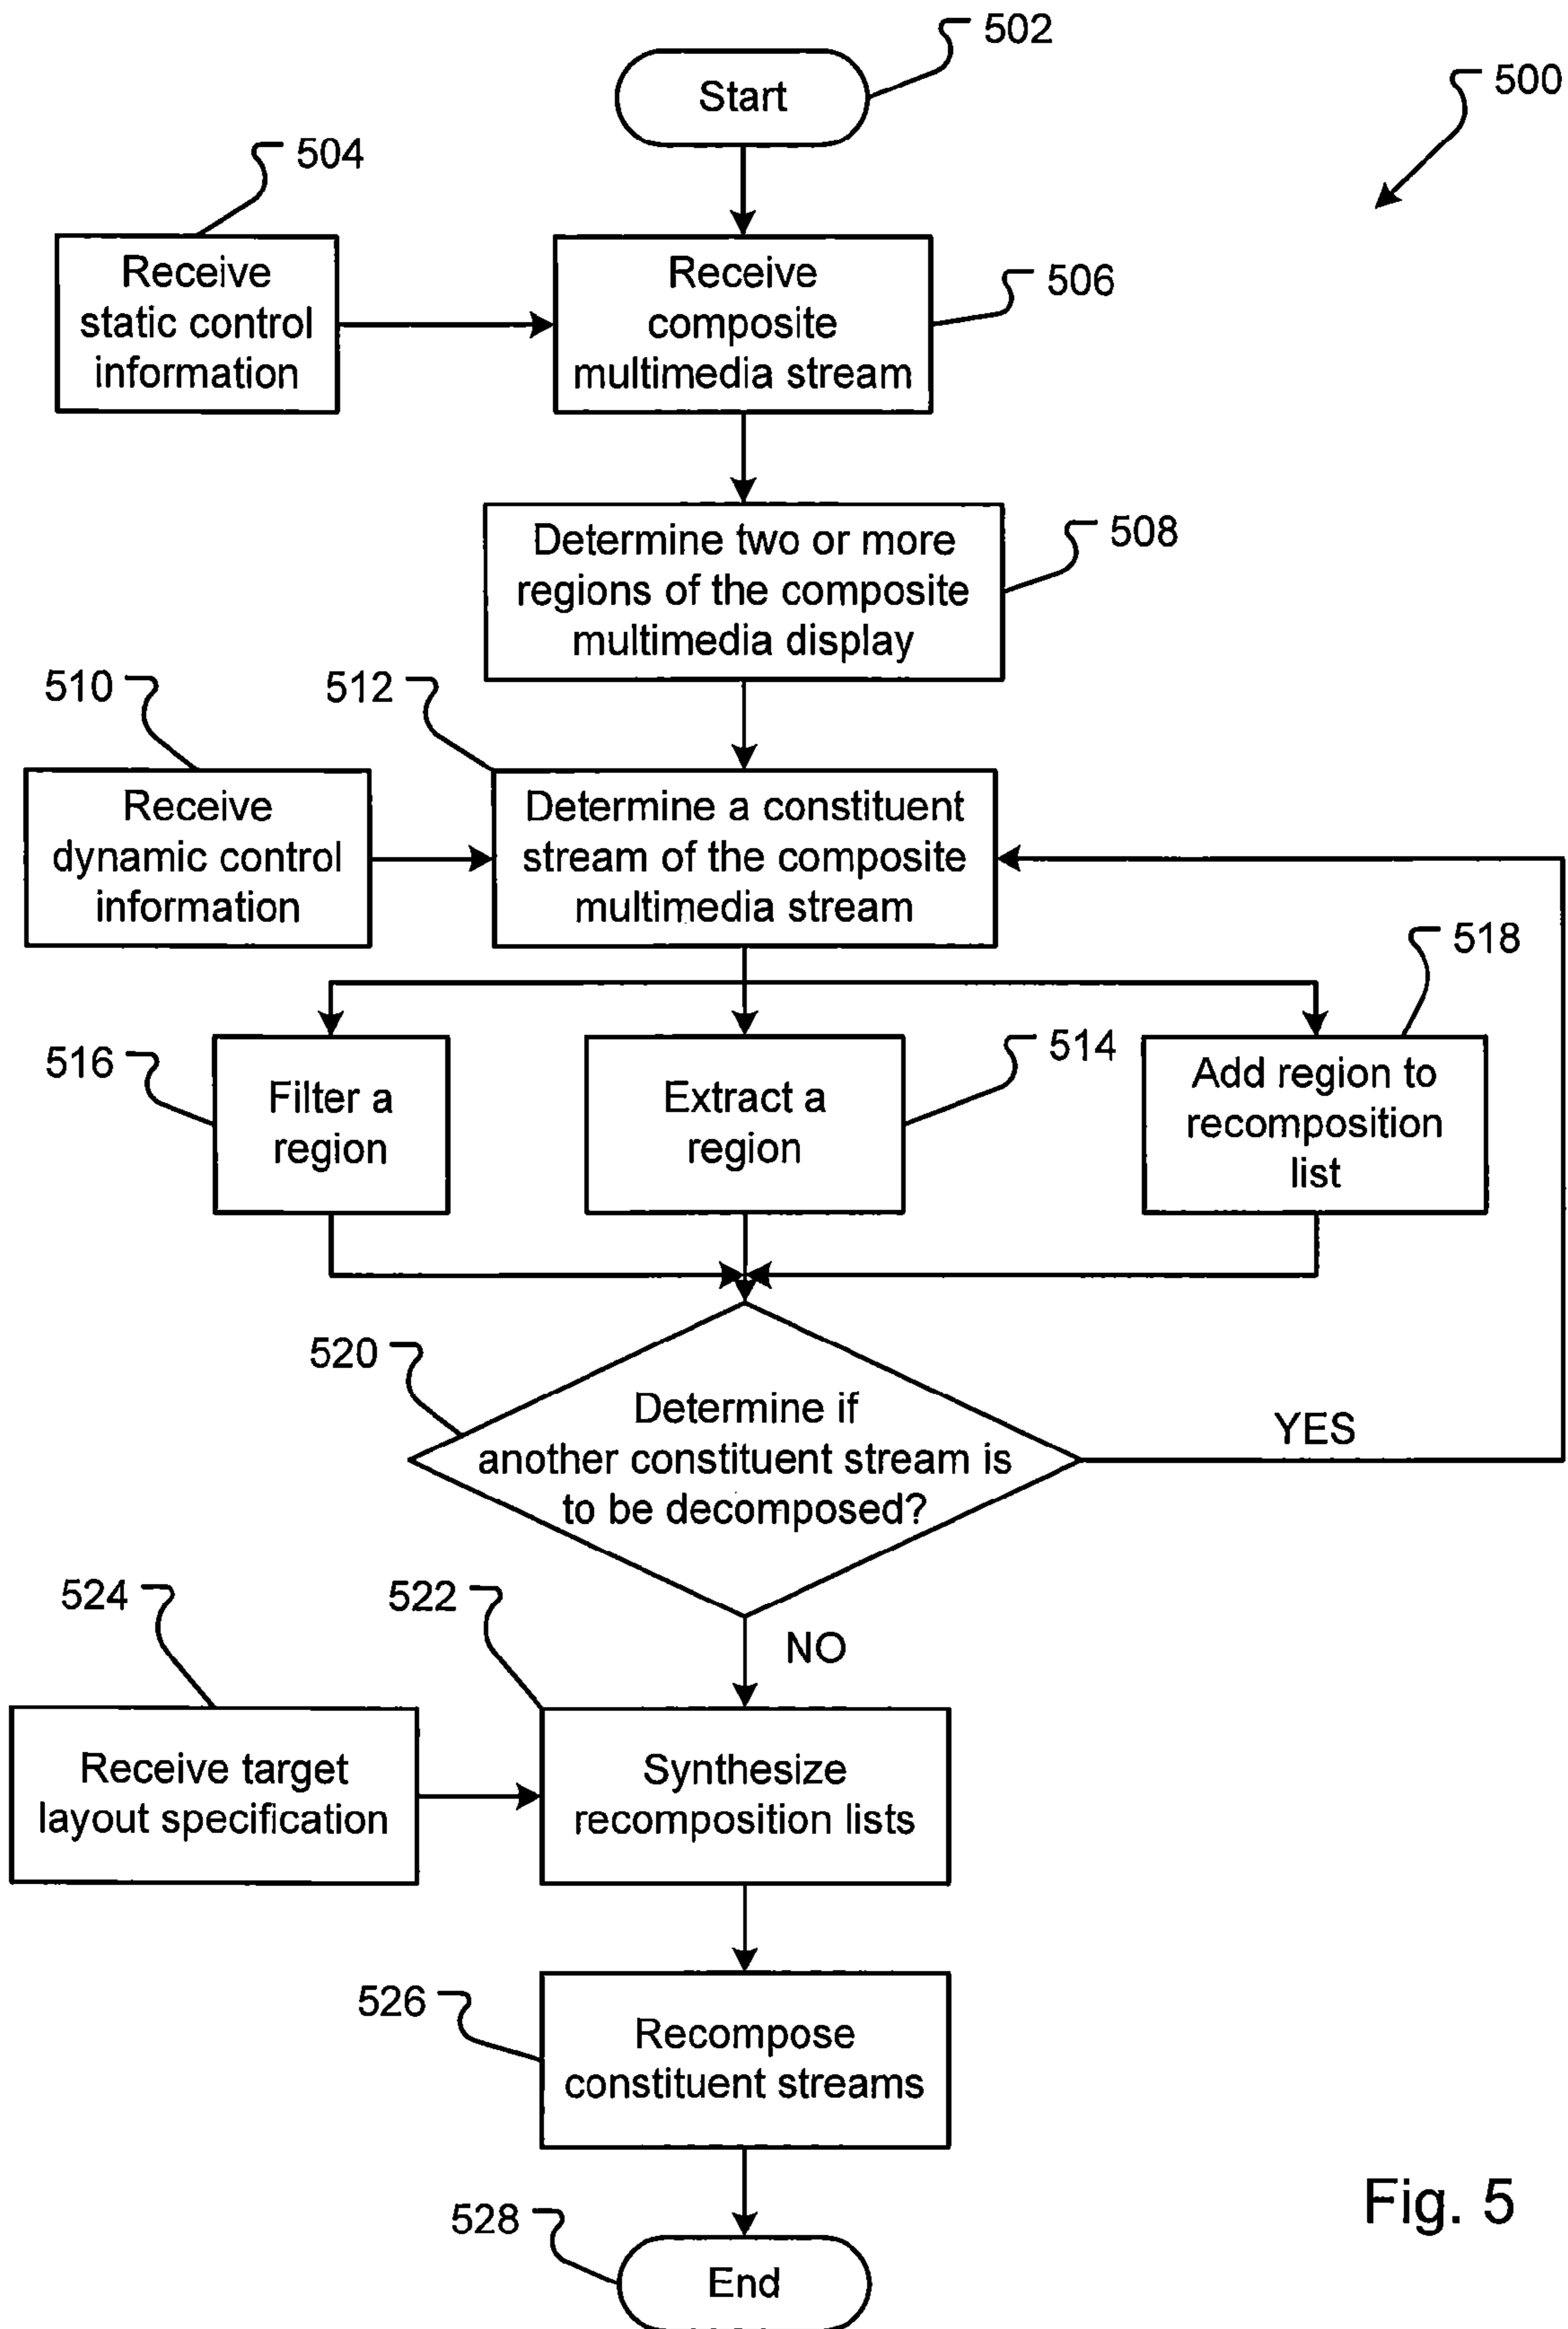 502
Start
500
504
Receive
static control
information
Receive
composite
multimedia stream
506
Determine two or more
regions of the composite
multimedia display
508
510
512
Receive
dynamic control
information
Determine a constituent
stream of the composite
multimedia stream
518
516
Filter a
region
Extract a
region
514
Add region to
recomposition
list
520
Determine if
another constituent stream is
to be decomposed?
YES
NO
524
522
Receive target
layout specification
Synthesize
recomposition lists
526
Recompose
constituent streams
528
End
Fig. 5